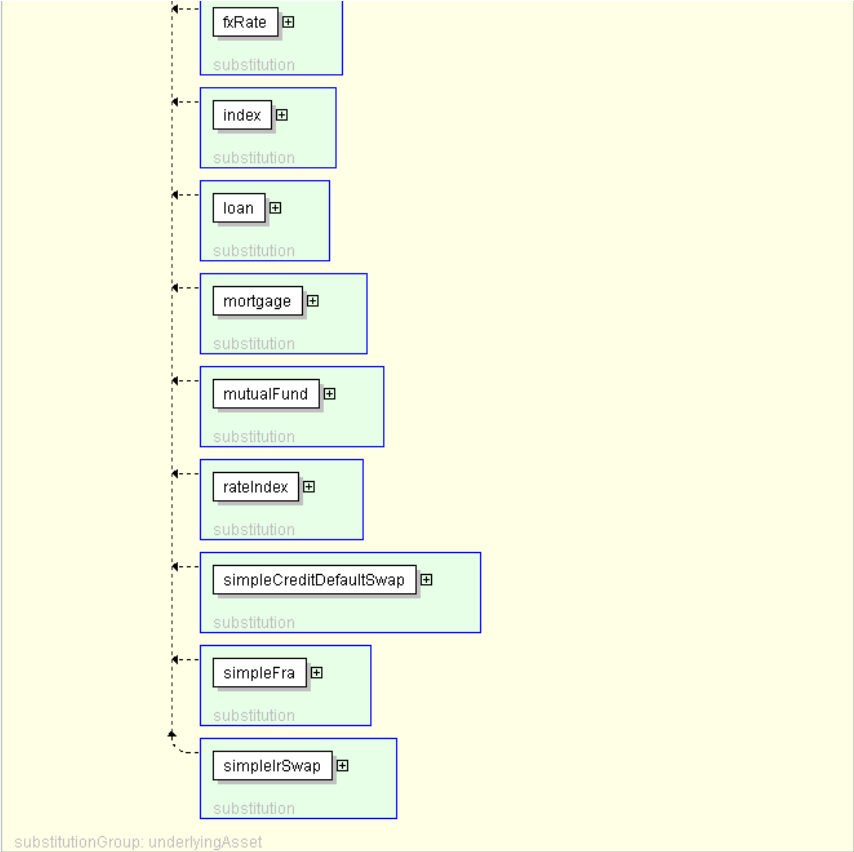 fxRate
substitution
index
substitution
loan
substitution
mortgage
substitution
mutualFund
substitution
rateIndex
substitution
simpleCreditDefaultSwap
substitution
simpleFra
substitution
simpleIrSwap
substitution
substitutionGroup: underlyingAsset